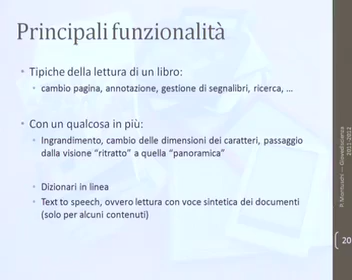 Principali funzionalità
• Tipiche della lettura di un libro:
• cambio pagina, annotazione, gestione di segnalibri, ricerca, ...
• Con un qualcosa in più:
• Ingrandimento, cambio delle dimensioni dei caratteri, passaggio
dalla visione “ritratto” a quella “panoramica”
• Dizionari in linea
• Text to speech, ovvero lettura con voce sintetica dei documenti
(solo per alcuni contenuti)
2011-2012
20